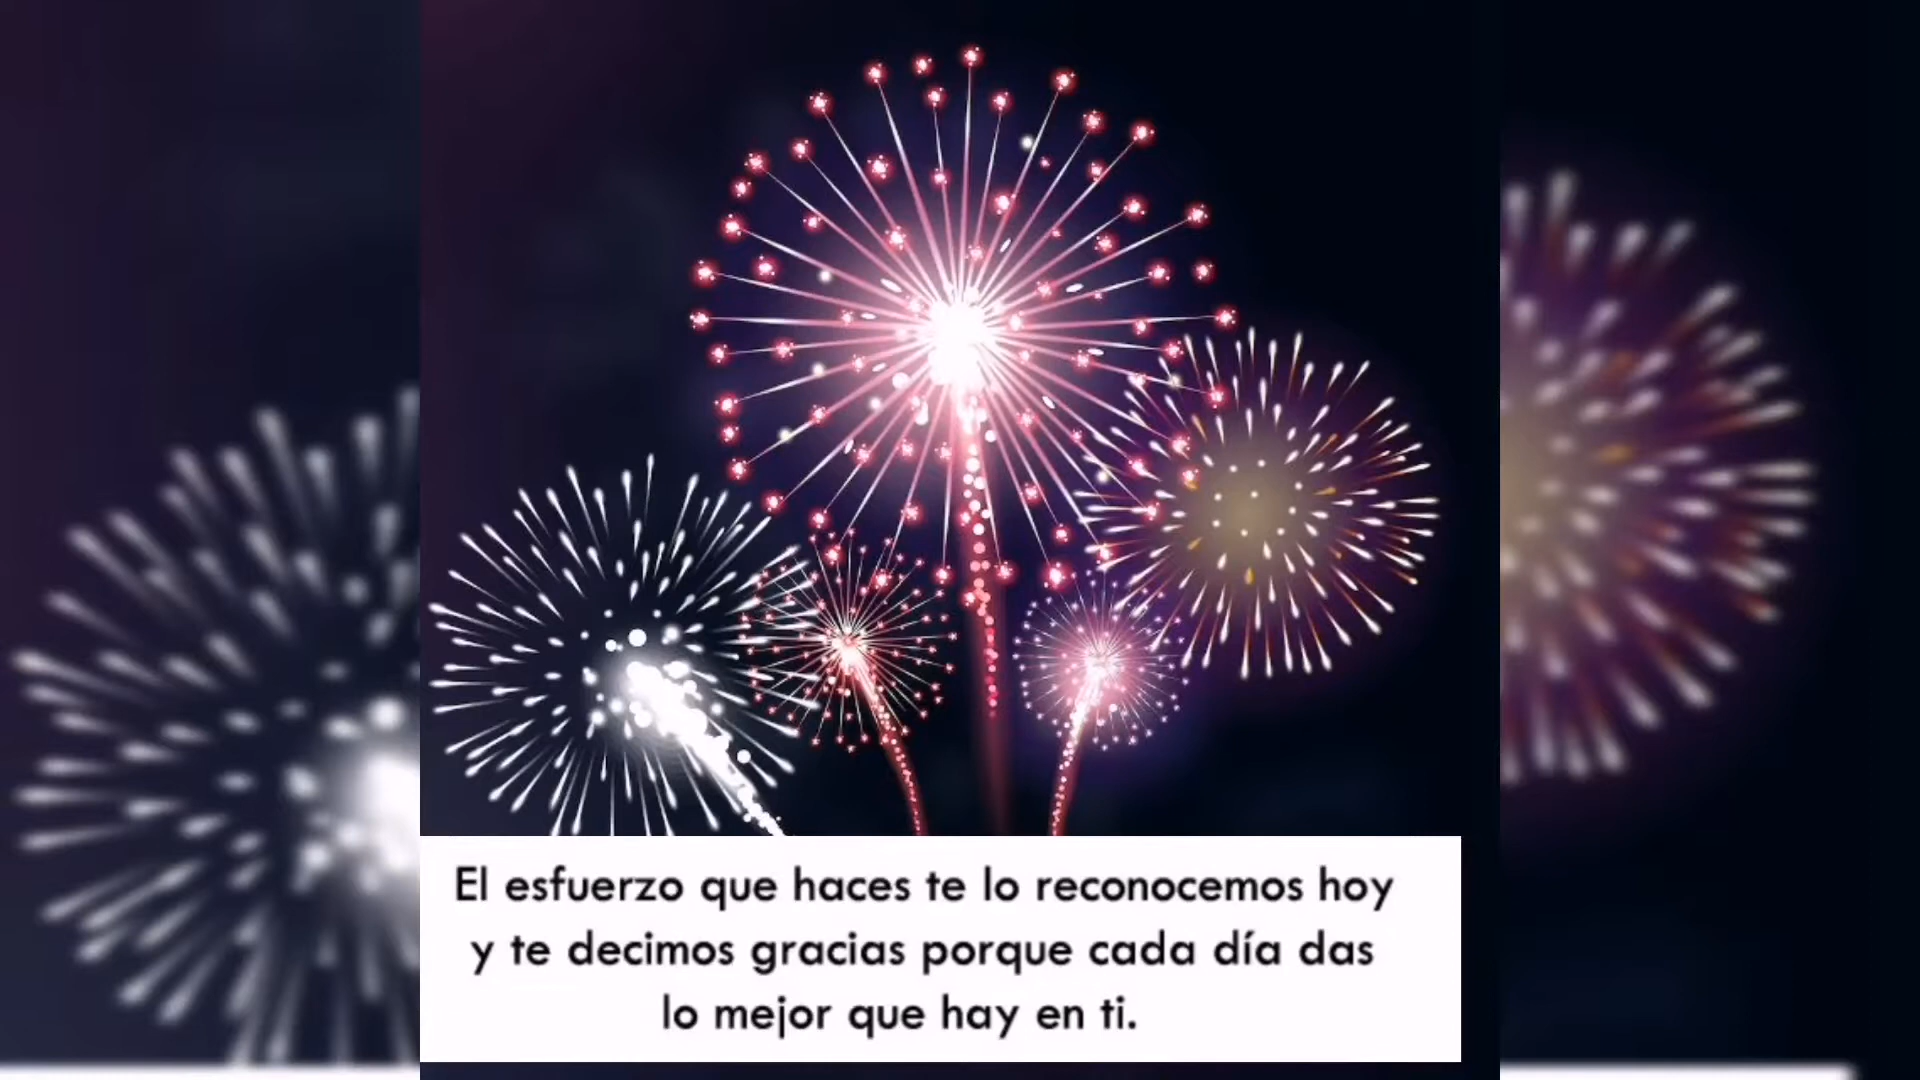 El esfuerzo que haces te lo reconocemos hoy
y te decimos gracias porque cada día das
lo mejor que hay en ti.